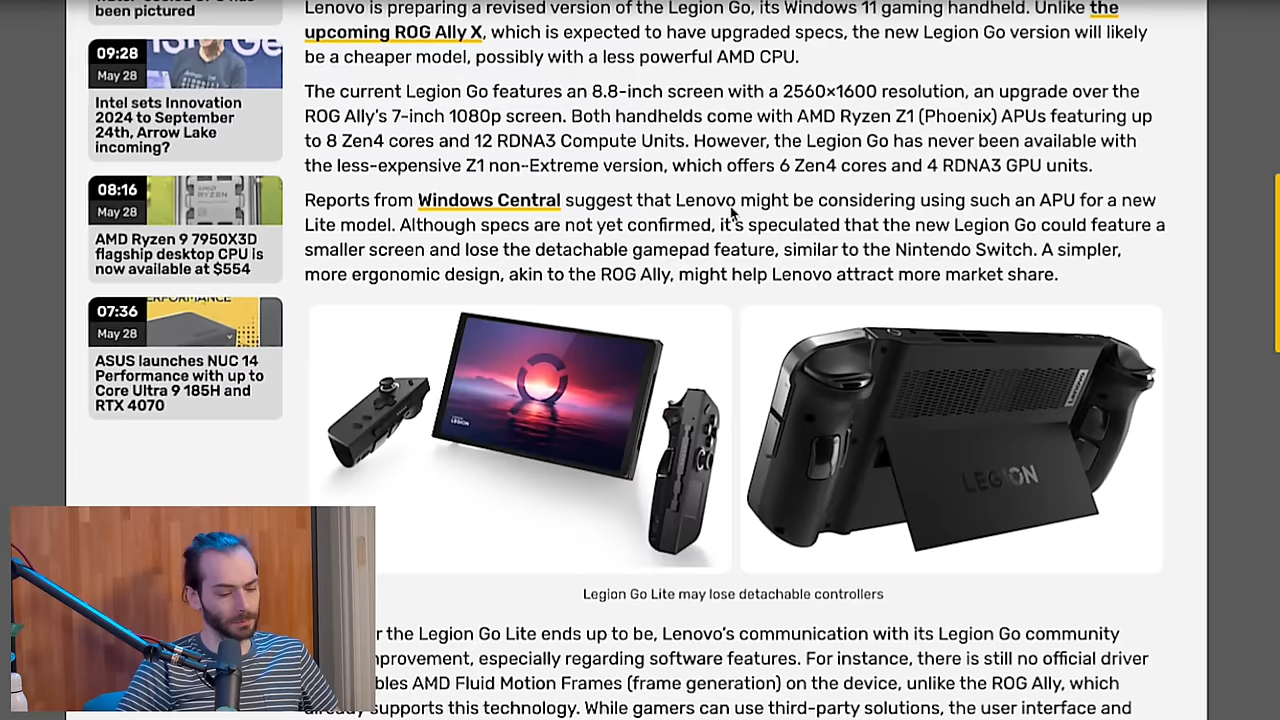 been pictured
09:28
May 28
Intel sets Innovation
2024 to September
24th, Arrow Lake
incoming?
08:16
May 28
AMD
RYZEN
AMD Ryzen 9 7950X3D
flagship desktop CPU is
now available at $554
07:36
May 28
ASUS launches NUC 14
Performance with up to
Core Ultra 9 185H and
RTX 4070
Lenovo is preparing a revised version of the Legion Go, its Windows 11 gaming handheld. Unlike the
upcoming ROG Ally X, which is expected to have upgraded specs, the new Legion Go version will likely
be a cheaper model, possibly with a less powerful AMD CPU.
The current Legion Go features an 8.8-inch screen with a 2560×1600 resolution, an upgrade over the
ROG Ally's 7-inch 1080p screen. Both handhelds come with AMD Ryzen Z1 (Phoenix) APUs featuring up
to 8 Zen4 cores and 12 RDNA3 Compute Units. However, the Legion Go has never been available with
the less-expensive Z1 non-Extreme version, which offers 6 Zen4 cores and 4 RDNA3 GPU units.
Reports from Windows Central suggest that Lenovo might be considering using such an APU for a new
Lite model. Although specs are not yet confirmed, it's speculated that the new Legion Go could feature a
smaller screen and lose the detachable gamepad feature, similar to the Nintendo Switch. A simpler,
more ergonomic design, akin to the ROG Ally, might help Lenovo attract more market share.
LEGION
Lenovo
LEGION
Legion Go Lite may lose detachable controllers
r the Legion Go Lite ends up to be, Lenovo's communication with its Legion Go community
provement, especially regarding software features. For instance, there is still no official driver
bles AMD Fluid Motion Frames (frame generation) on the device, unlike the ROG Ally, which
already supports this technology. While gamers can use third-party solutions, the user interface and